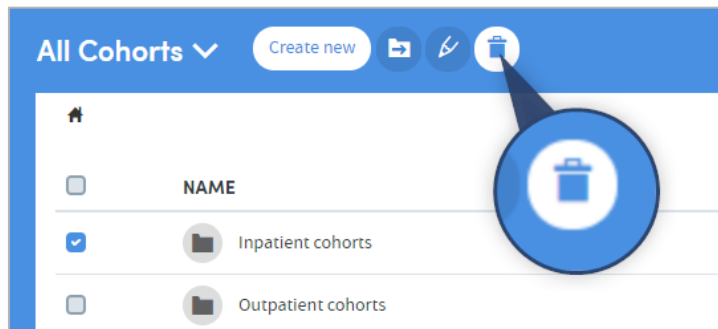 All Cohorts Create new
NAME
Inpatient cohorts
Outpatient cohorts